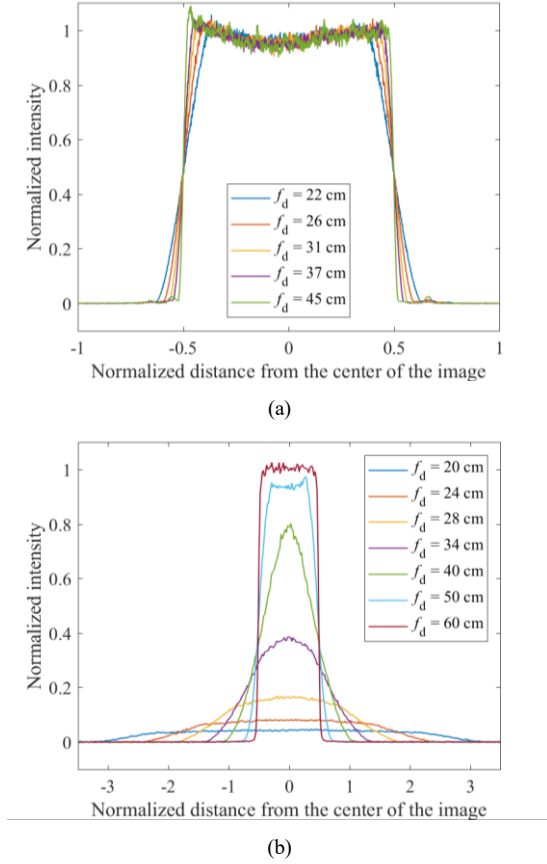 1
0.8
0.6
0.4
0.2
0
Normalized intensity
f_d = 22 cm
f_d = 26 cm
f_d = 31 cm
f_d = 37 cm
f_d = 45 cm
-1 -0.5 0 0.5 1
Normalized distance from the center of the image
(a)
1
0.8
0.6
0.4
0.2
0
Normalized intensity
f_d = 20 cm
f_d = 24 cm
f_d = 28 cm
f_d = 34 cm
f_d = 40 cm
f_d = 50 cm
f_d = 60 cm
-3 -2 -1 0 1 2 3
Normalized distance from the center of the image
(b)